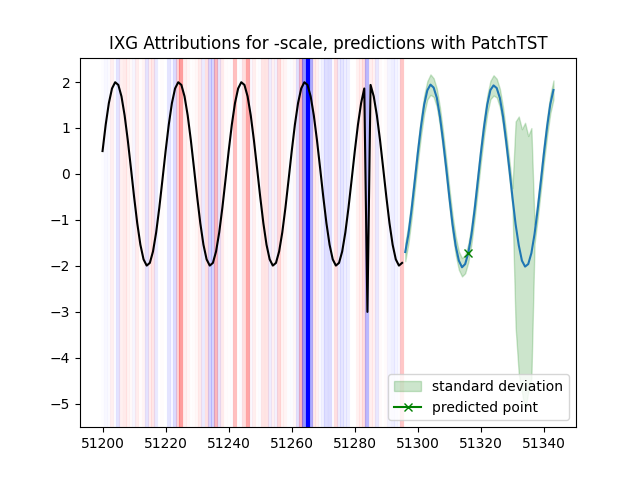 IXG Attributions for -scale, predictions with PatchTST
2
1
0
−1
−2
−3
−4
−5
standard deviation
predicted point
51200 51220 51240 51260 51280 51300 51320 51340